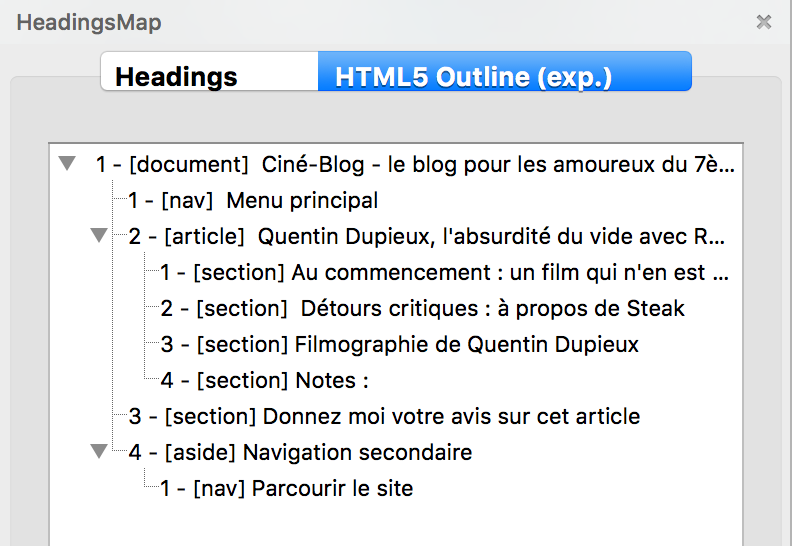 HeadingsMap
Headings
HTML5 Outline (exp.)
1 - [document]  Ciné-Blog - le blog pour les amoureux du 7è...
1 - [nav]  Menu principal
2 - [article]  Quentin Dupieux, l'absurdité du vide avec R...
1 - [section] Au commencement : un film qui n'en est ...
2 - [section]  Détours critiques : à propos de Steak
3 - [section] Filmographie de Quentin Dupieux
4 - [section] Notes :
3 - [section] Donnez moi votre avis sur cet article
4 - [aside] Navigation secondaire
1 - [nav] Parcourir le site